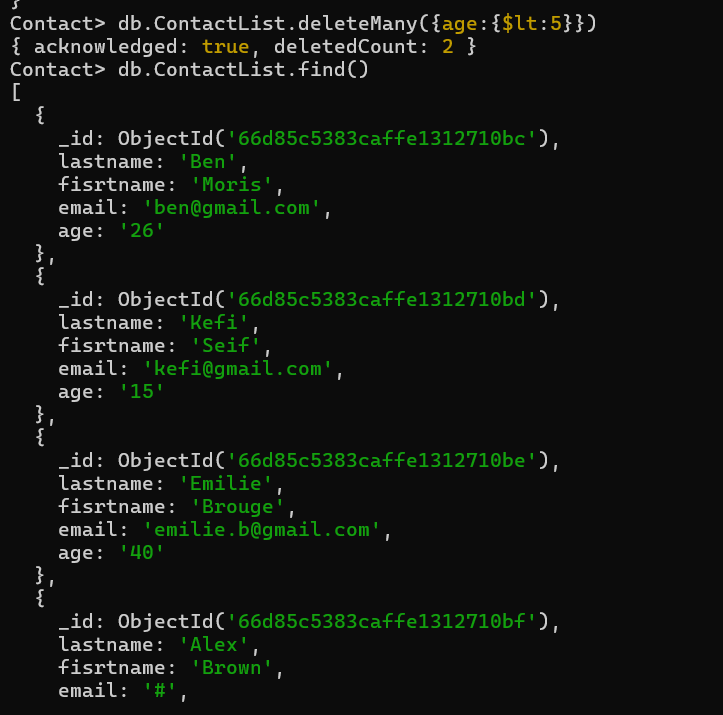 }
Contact> db.ContactList.deleteMany({age:{$lt:5}})
{ acknowledged: true, deletedCount: 2 }
Contact> db.ContactList.find()
[
  {
    _id: ObjectId('66d85c5383caffe1312710bc'),
    lastname: 'Ben',
    fisrtname: 'Moris',
    email: 'ben@gmail.com',
    age: '26'
  },
  {
    _id: ObjectId('66d85c5383caffe1312710bd'),
    lastname: 'Kefi',
    fisrtname: 'Seif',
    email: 'kefi@gmail.com',
    age: '15'
  },
  {
    _id: ObjectId('66d85c5383caffe1312710be'),
    lastname: 'Emilie',
    fisrtname: 'Brouge',
    email: 'emilie.b@gmail.com',
    age: '40'
  },
  {
    _id: ObjectId('66d85c5383caffe1312710bf'),
    lastname: 'Alex',
    fisrtname: 'Brown',
    email: '#',